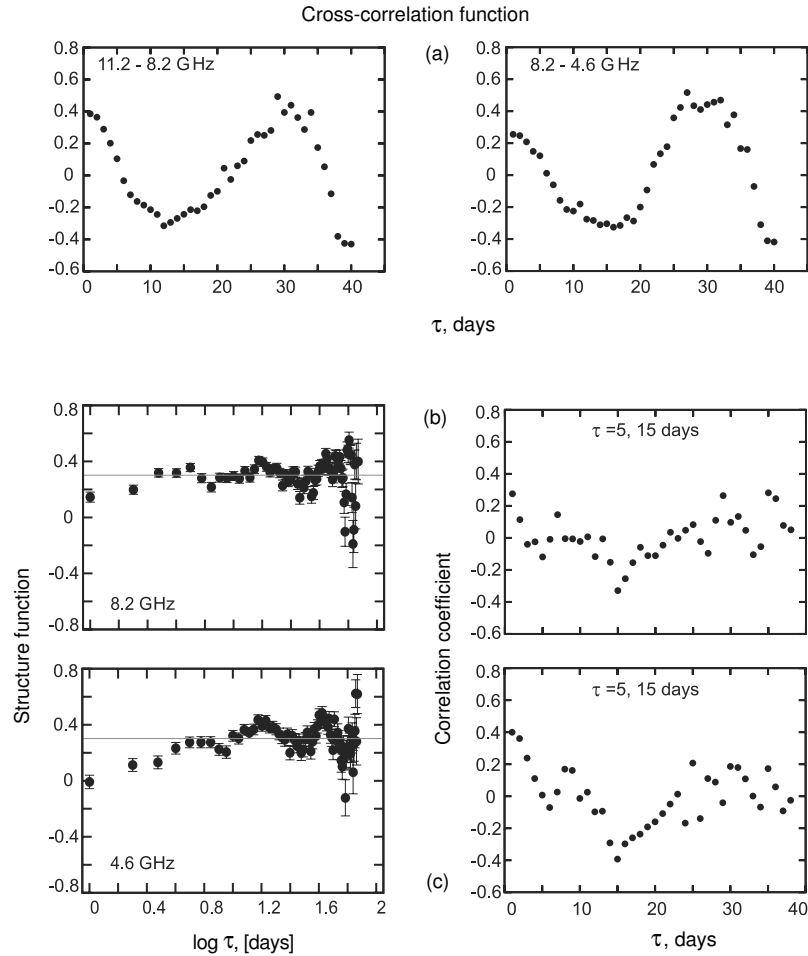 Cross-correlation function
(a)
11.2 - 8.2 GHz
0.8
0.6
0.4
0.2
0
-0.2
-0.4
-0.6
0 10 20 30 40
8.2 - 4.6 GHz
0.8
0.6
0.4
0.2
0
-0.2
-0.4
-0.6
0 10 20 30 40
τ, days
Structure function
0.8
0.4
0
-0.4
-0.8
8.2 GHz
0.8
0.4
0
-0.4
-0.8
4.6 GHz
0 0.4 0.8 1.2 1.6 2
log τ, [days]
(b)
Correlation coefficient
τ =5, 15 days
0.8
0.6
0.4
0.2
0
-0.2
-0.4
-0.6
(c)
τ =5, 15 days
0.8
0.6
0.4
0.2
0
-0.2
-0.4
-0.6
0 10 20 30 40
τ, days